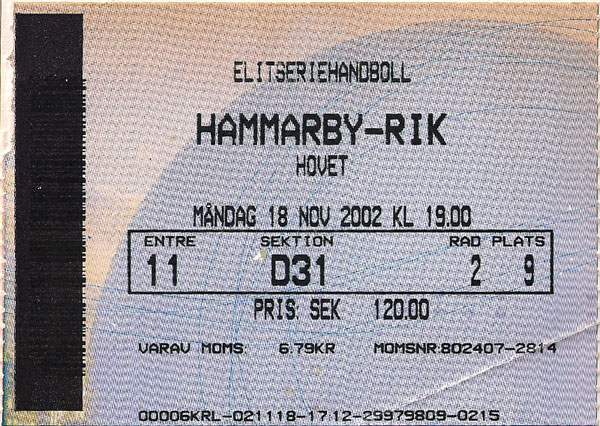 ELITSERIEHANDBOLL
HAMMARBY-RIK
HOVET
MÅNDAG 18 NOV 2002 KL 19.00
ENTRE SEKTION RAD PLATS
11 D31 2 9
PRIS: SEK 120.00
VARAV MOMS: 6.79KR MOMSNR:802407-2814
00006KRL-021118-1712-29979809-0215